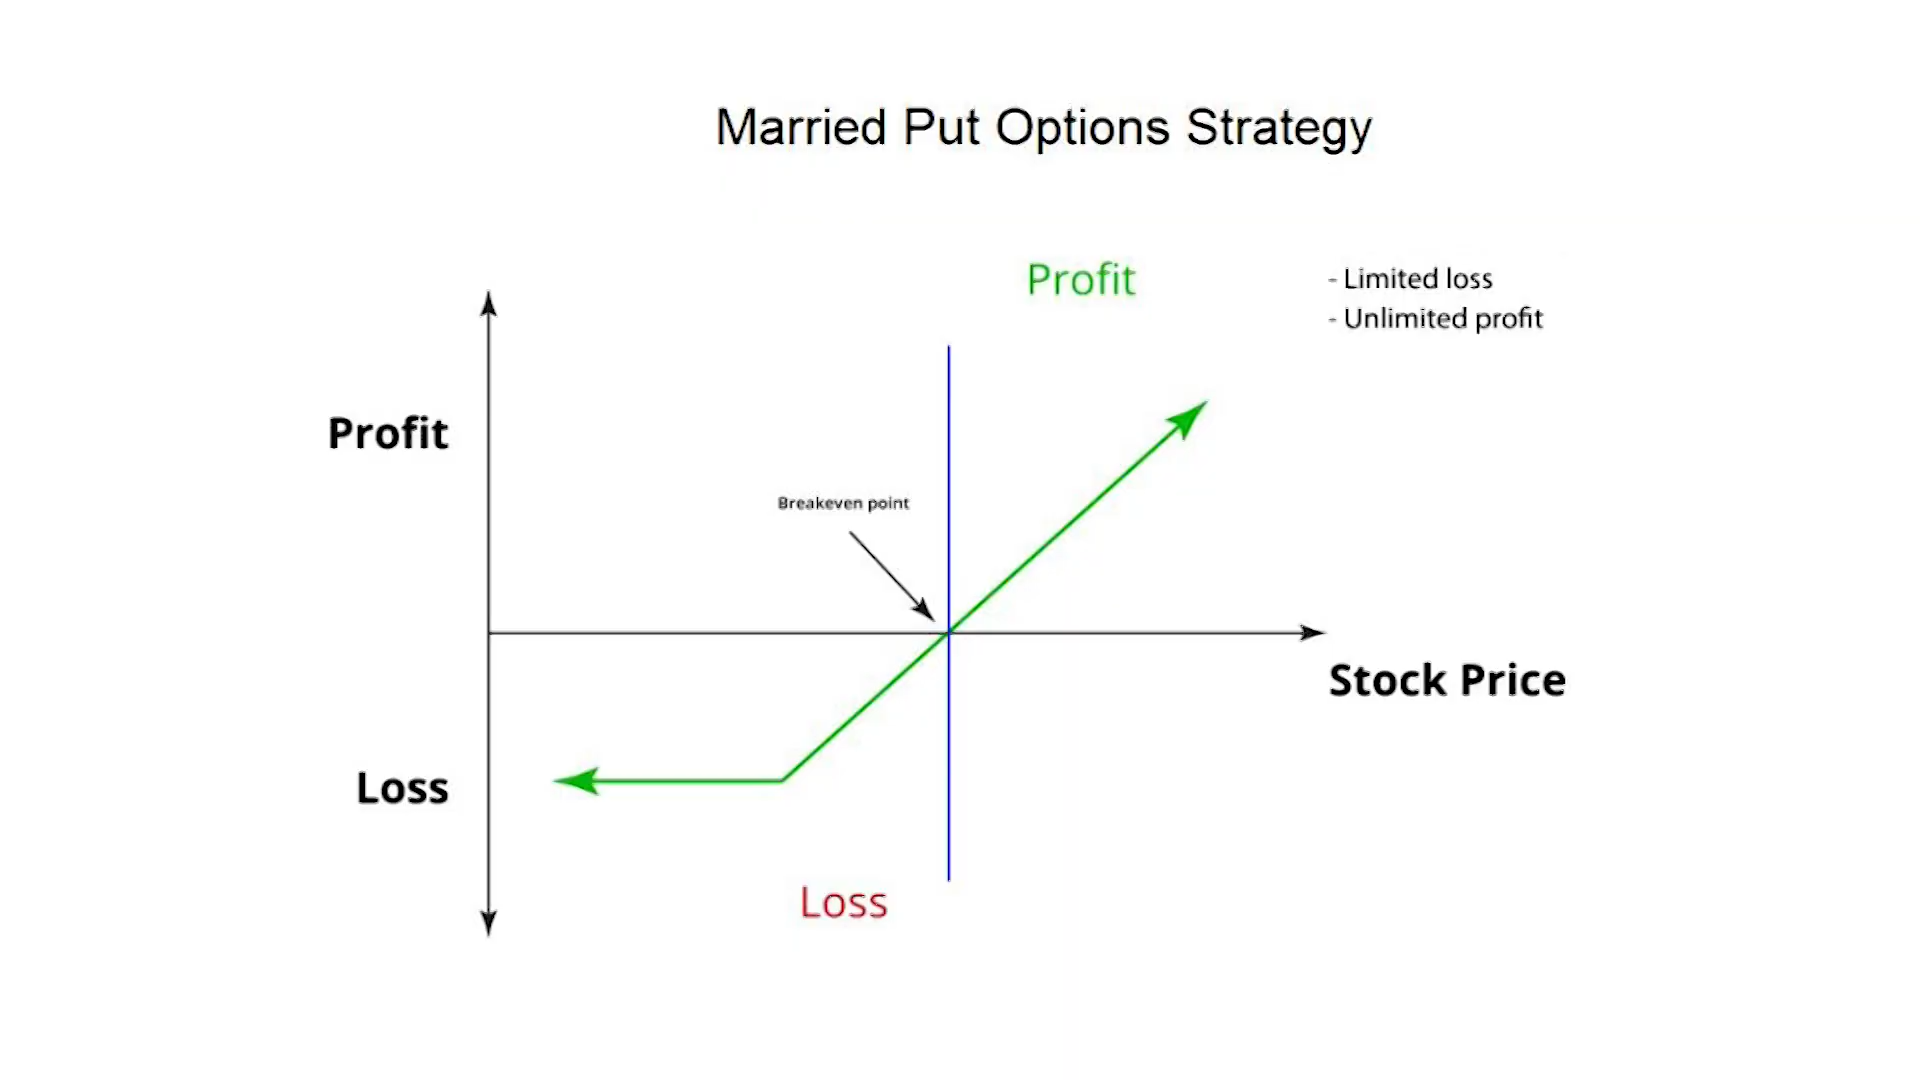 Married Put Options Strategy
Profit
- Limited loss
- Unlimited profit
Profit
Breakeven point
Stock Price
Loss
Loss